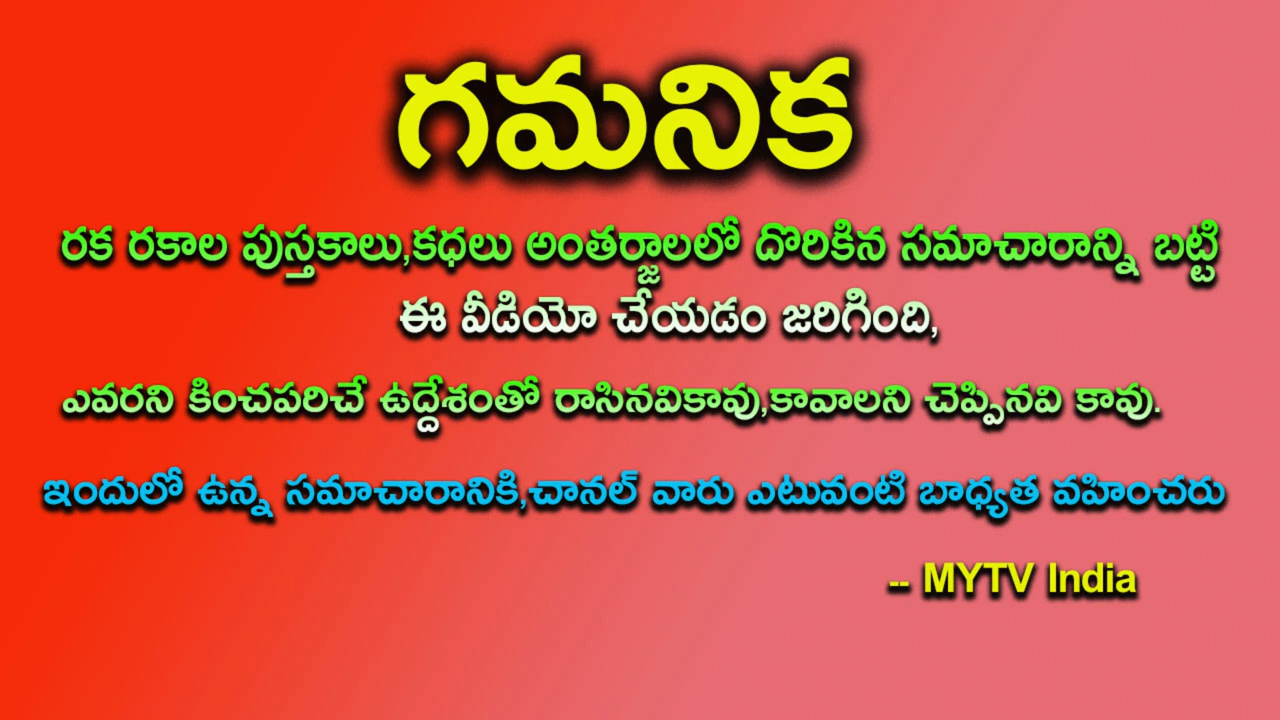 గమనిక
రక రకాల పుస్తకాలు,కధలు అంతర్జాలలో దొరికిన సమాచారాన్ని బట్టి
ఈ వీడియో చేయడం జరిగింది,
ఎవరని కించపరిచే ఉద్దేశంతో రాసినవికావు,కావాలని చెప్పినవి కావు.
ఇందులో ఉన్న సమాచారానికి,చానల్ వారు ఎటువంటి బాధ్యత వహించరు
-- MYTV India